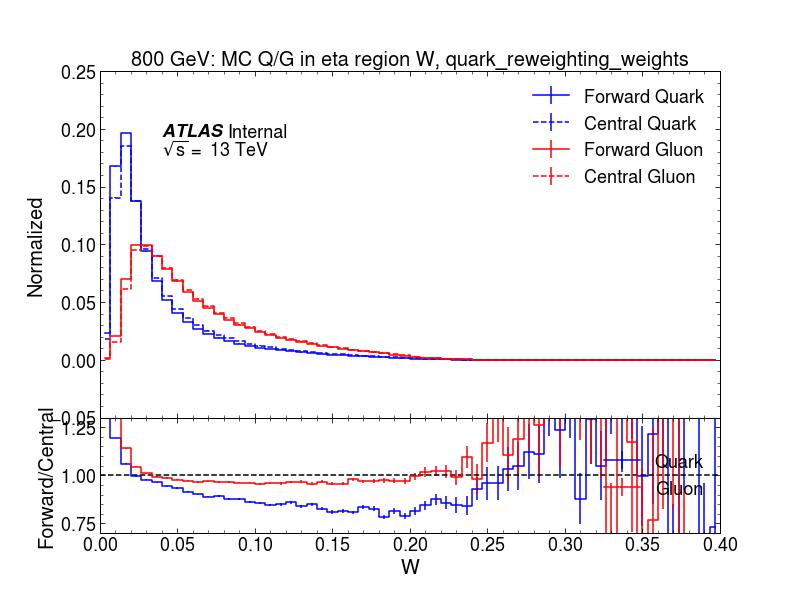 800 GeV: MC Q/G in eta region W, quark_reweighting_weights
0.25
0.20
0.15
0.10
0.05
0.00
0.05
Normalized
ATLAS Internal
√s = 13 TeV
Forward Quark
Central Quark
Forward Gluon
Central Gluon
1.25
1.00
0.75
Forward/Central
Quark
Gluon
0.00 0.05 0.10 0.15 0.20 0.25 0.30 0.35 0.40
W